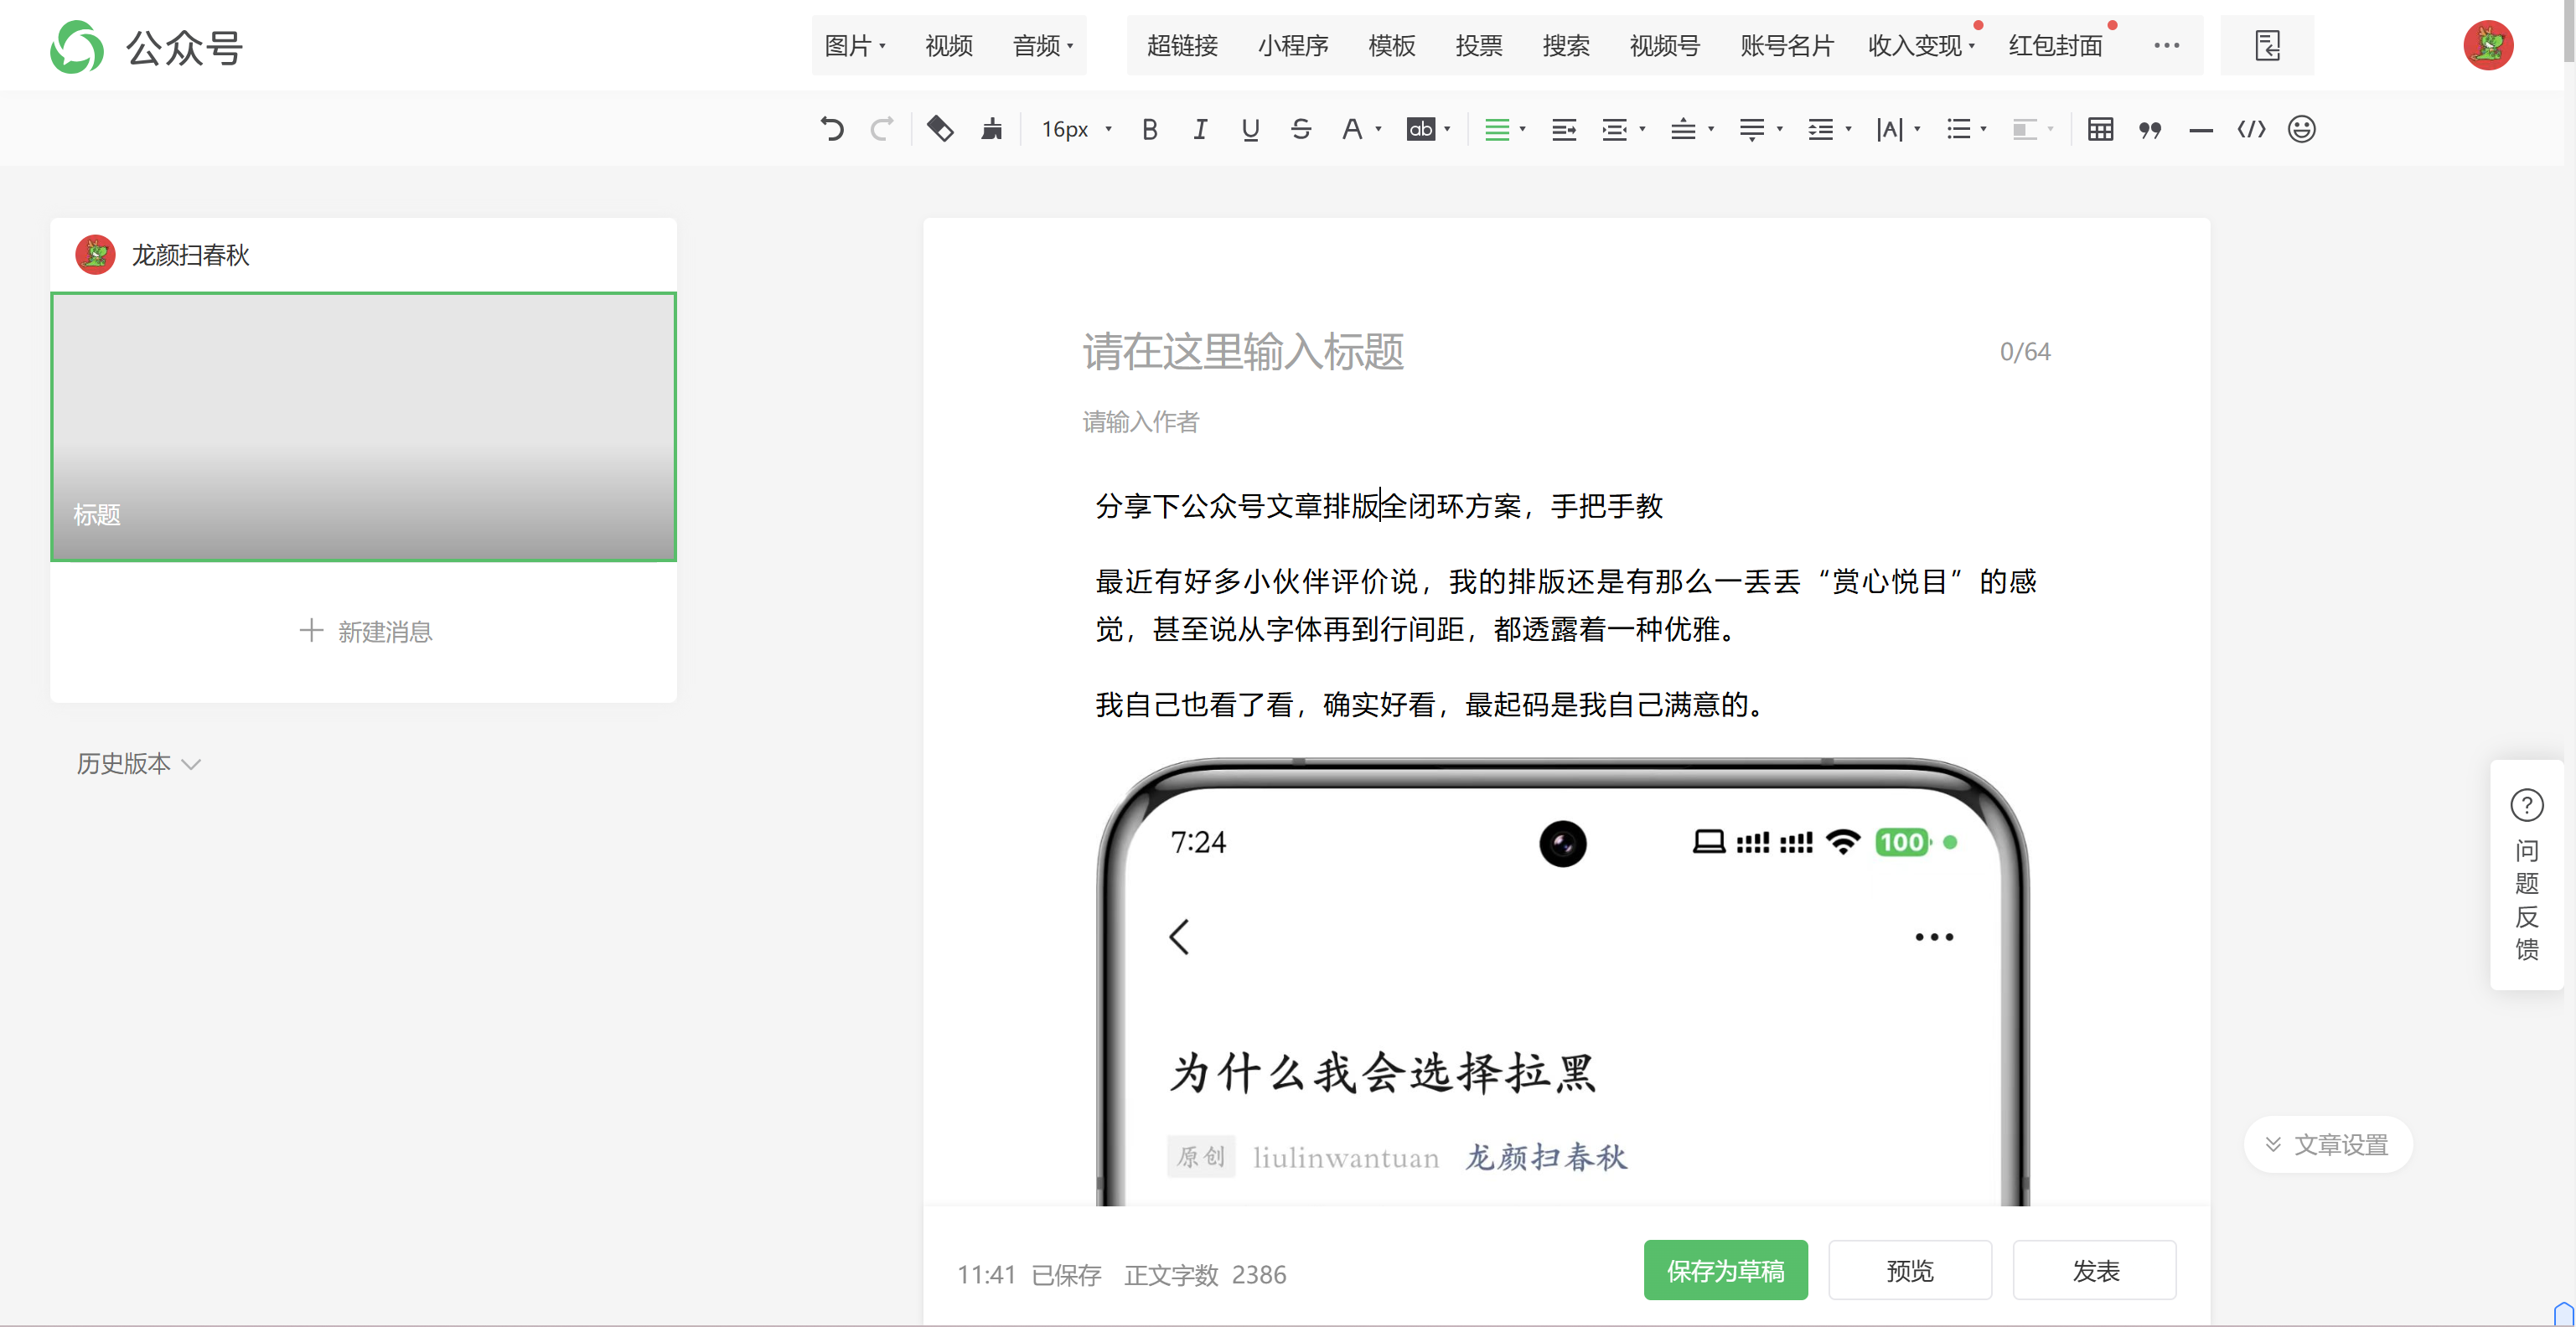 公众号
图片 视频 音频 超链接 小程序 模板 投票 搜索 视频号 账号名片 收入变现 红包封面
16px B I U S A ab A
龙颜扫春秋
标题
新建消息
历史版本
请在这里输入标题 0/64
请输入作者
分享下公众号文章排版全闭环方案，手把手教
最近有好多小伙伴评价说，我的排版还是有那么一丢丢“赏心悦目”的感
觉，甚至说从字体再到行间距，都透露着一种优雅。
我自己也看了看，确实好看，最起码是我自己满意的。
7:24 100
为什么我会选择拉黑
原创 liulinwantuan 龙颜扫春秋
11:41 已保存 正文字数 2386
保存为草稿 预览 发表
文章设置
?
问
题
反
馈